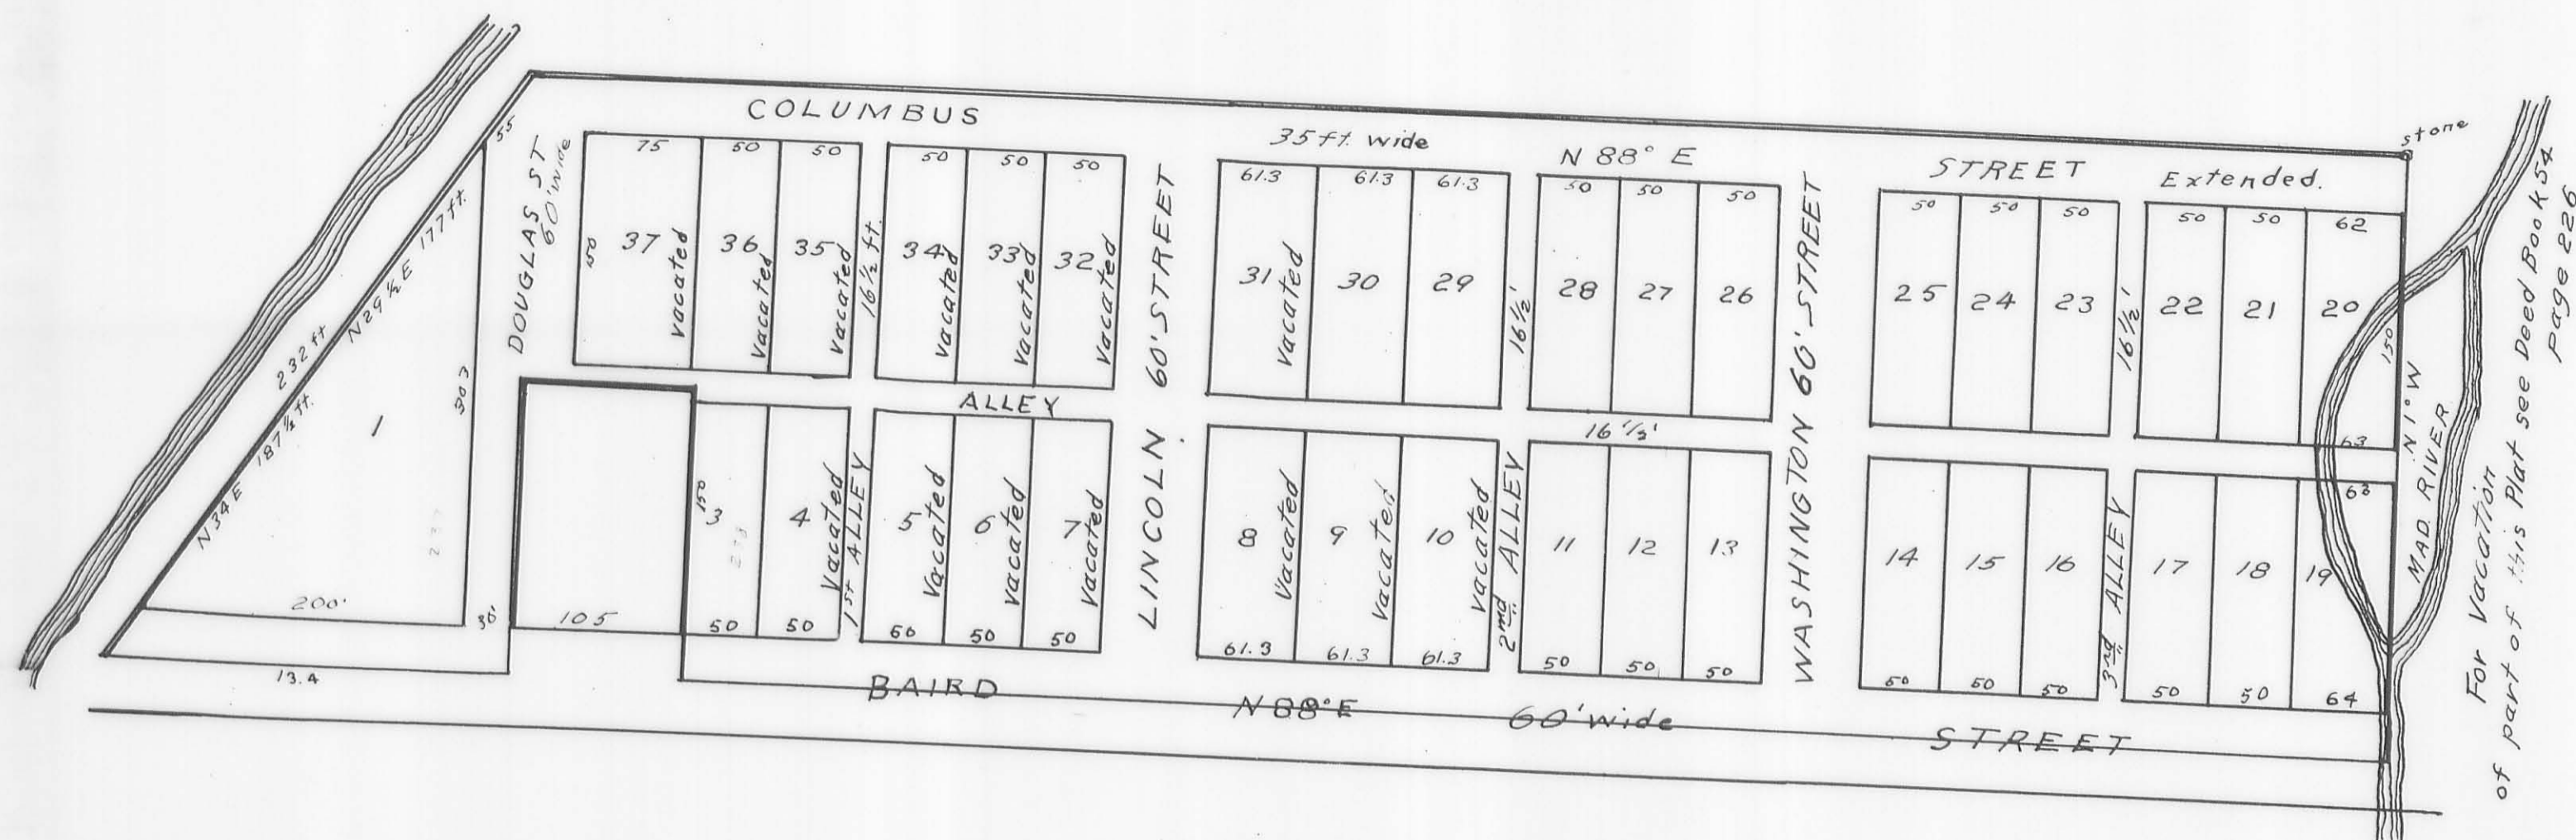 COLUMBUS
35 ft. wide
N 88° E
STREET
Extended.
stone
55
DOUGLAS ST
60' wide
75
50
50
50
50
50
61.3
61.3
61.3
50
50
50
50
50
50
50
50
62
150
37
vacated
36
vacated
35
vacated
16½ ft.
34
vacated
33
vacated
32
vacated
LINCOLN 60' STREET
31
vacated
30
29
16½'
28
27
26
WASHINGTON 60' STREET
25
24
23
16½'
22
21
20
150
63
N 1° W
MAD RIVER
N 29½ E 177 ft.
232 ft
187½ ft.
N 34 E
1
303
200'
30'
13.4
ALLEY
16½'
105
150
3
4
Vacated
1st ALLEY
5
Vacated
6
vacated
7
vacated
8
Vacated
9
Vacated
10
vacated
2nd ALLEY
11
12
13
14
15
16
3rd ALLEY
17
18
19
63
50
50
60
50
50
61.3
61.3
61.3
50
50
50
50
50
50
50
50
64
BAIRD
N 88° E
60' wide
STREET
For Vacation
of part of this Plat see Deed Book 54
page 226